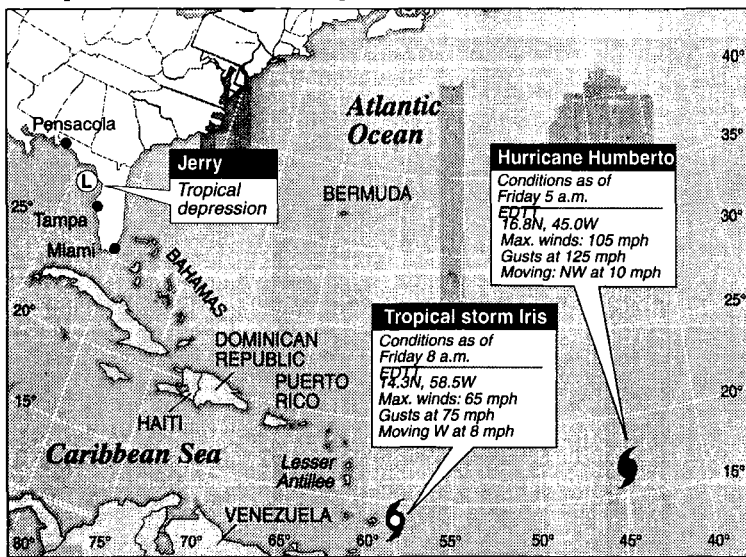 40°
Atlantic
Ocean
Pensacola
35°
Jerry
Tropical
depression
Hurricane Humberto
Conditions as of
Friday 5 a.m.
EDTT
16.8N, 45.0W
Max. winds: 105 mph
Gusts at 125 mph
Moving: NW at 10 mph
L
BERMUDA
25°
Tampa
30°
Miami
BAHAMAS
25°
20°
Tropical storm Iris
Conditions as of
Friday 8 a.m.
EDTT
14.3N, 58.5W
Max. winds: 65 mph
Gusts at 75 mph
Moving W at 8 mph
DOMINICAN
REPUBLIC
PUERTO
RICO
20°
15°
HAITI
Caribbean Sea
Lesser
Antillee
15°
VENEZUELA
80°
75°
70°
65°
60°
55°
50°
45°
40°